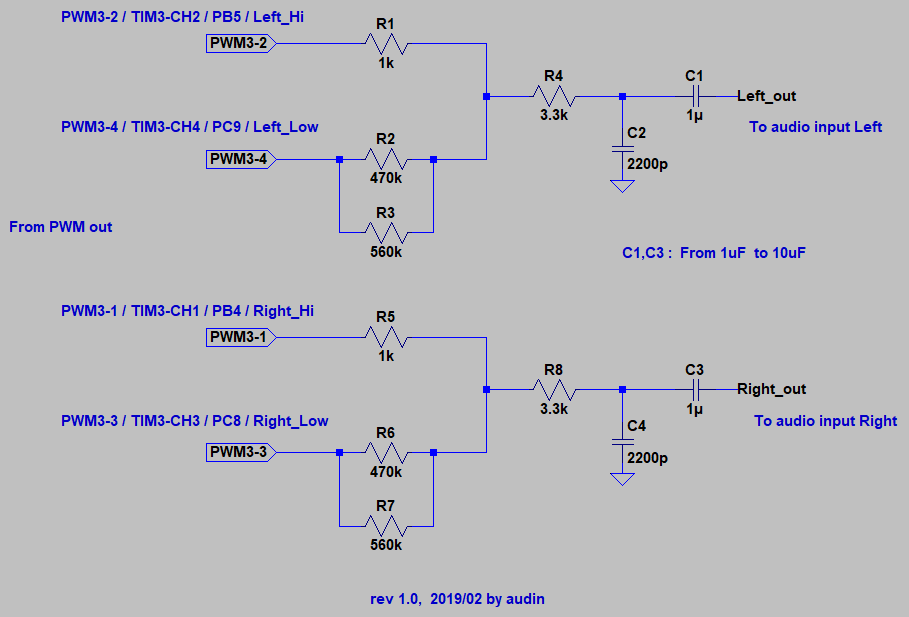 PWM3-2 / TIM3-CH2 / PB5 / Left_Hi
PWM3-2
R1
1k
R4
3.3k
C1
1µ
Left_out
To audio input Left
PWM3-4 / TIM3-CH4 / PC9 / Left_Low
PWM3-4
R2
470k
C2
2200p
R3
560k
From PWM out
C1,C3 : From 1uF to 10uF
PWM3-1 / TIM3-CH1 / PB4 / Right_Hi
PWM3-1
R5
1k
R8
3.3k
C3
1µ
Right_out
To audio input Right
PWM3-3 / TIM3-CH3 / PC8 / Right_Low
PWM3-3
R6
470k
C4
2200p
R7
560k
rev 1.0, 2019/02 by audin